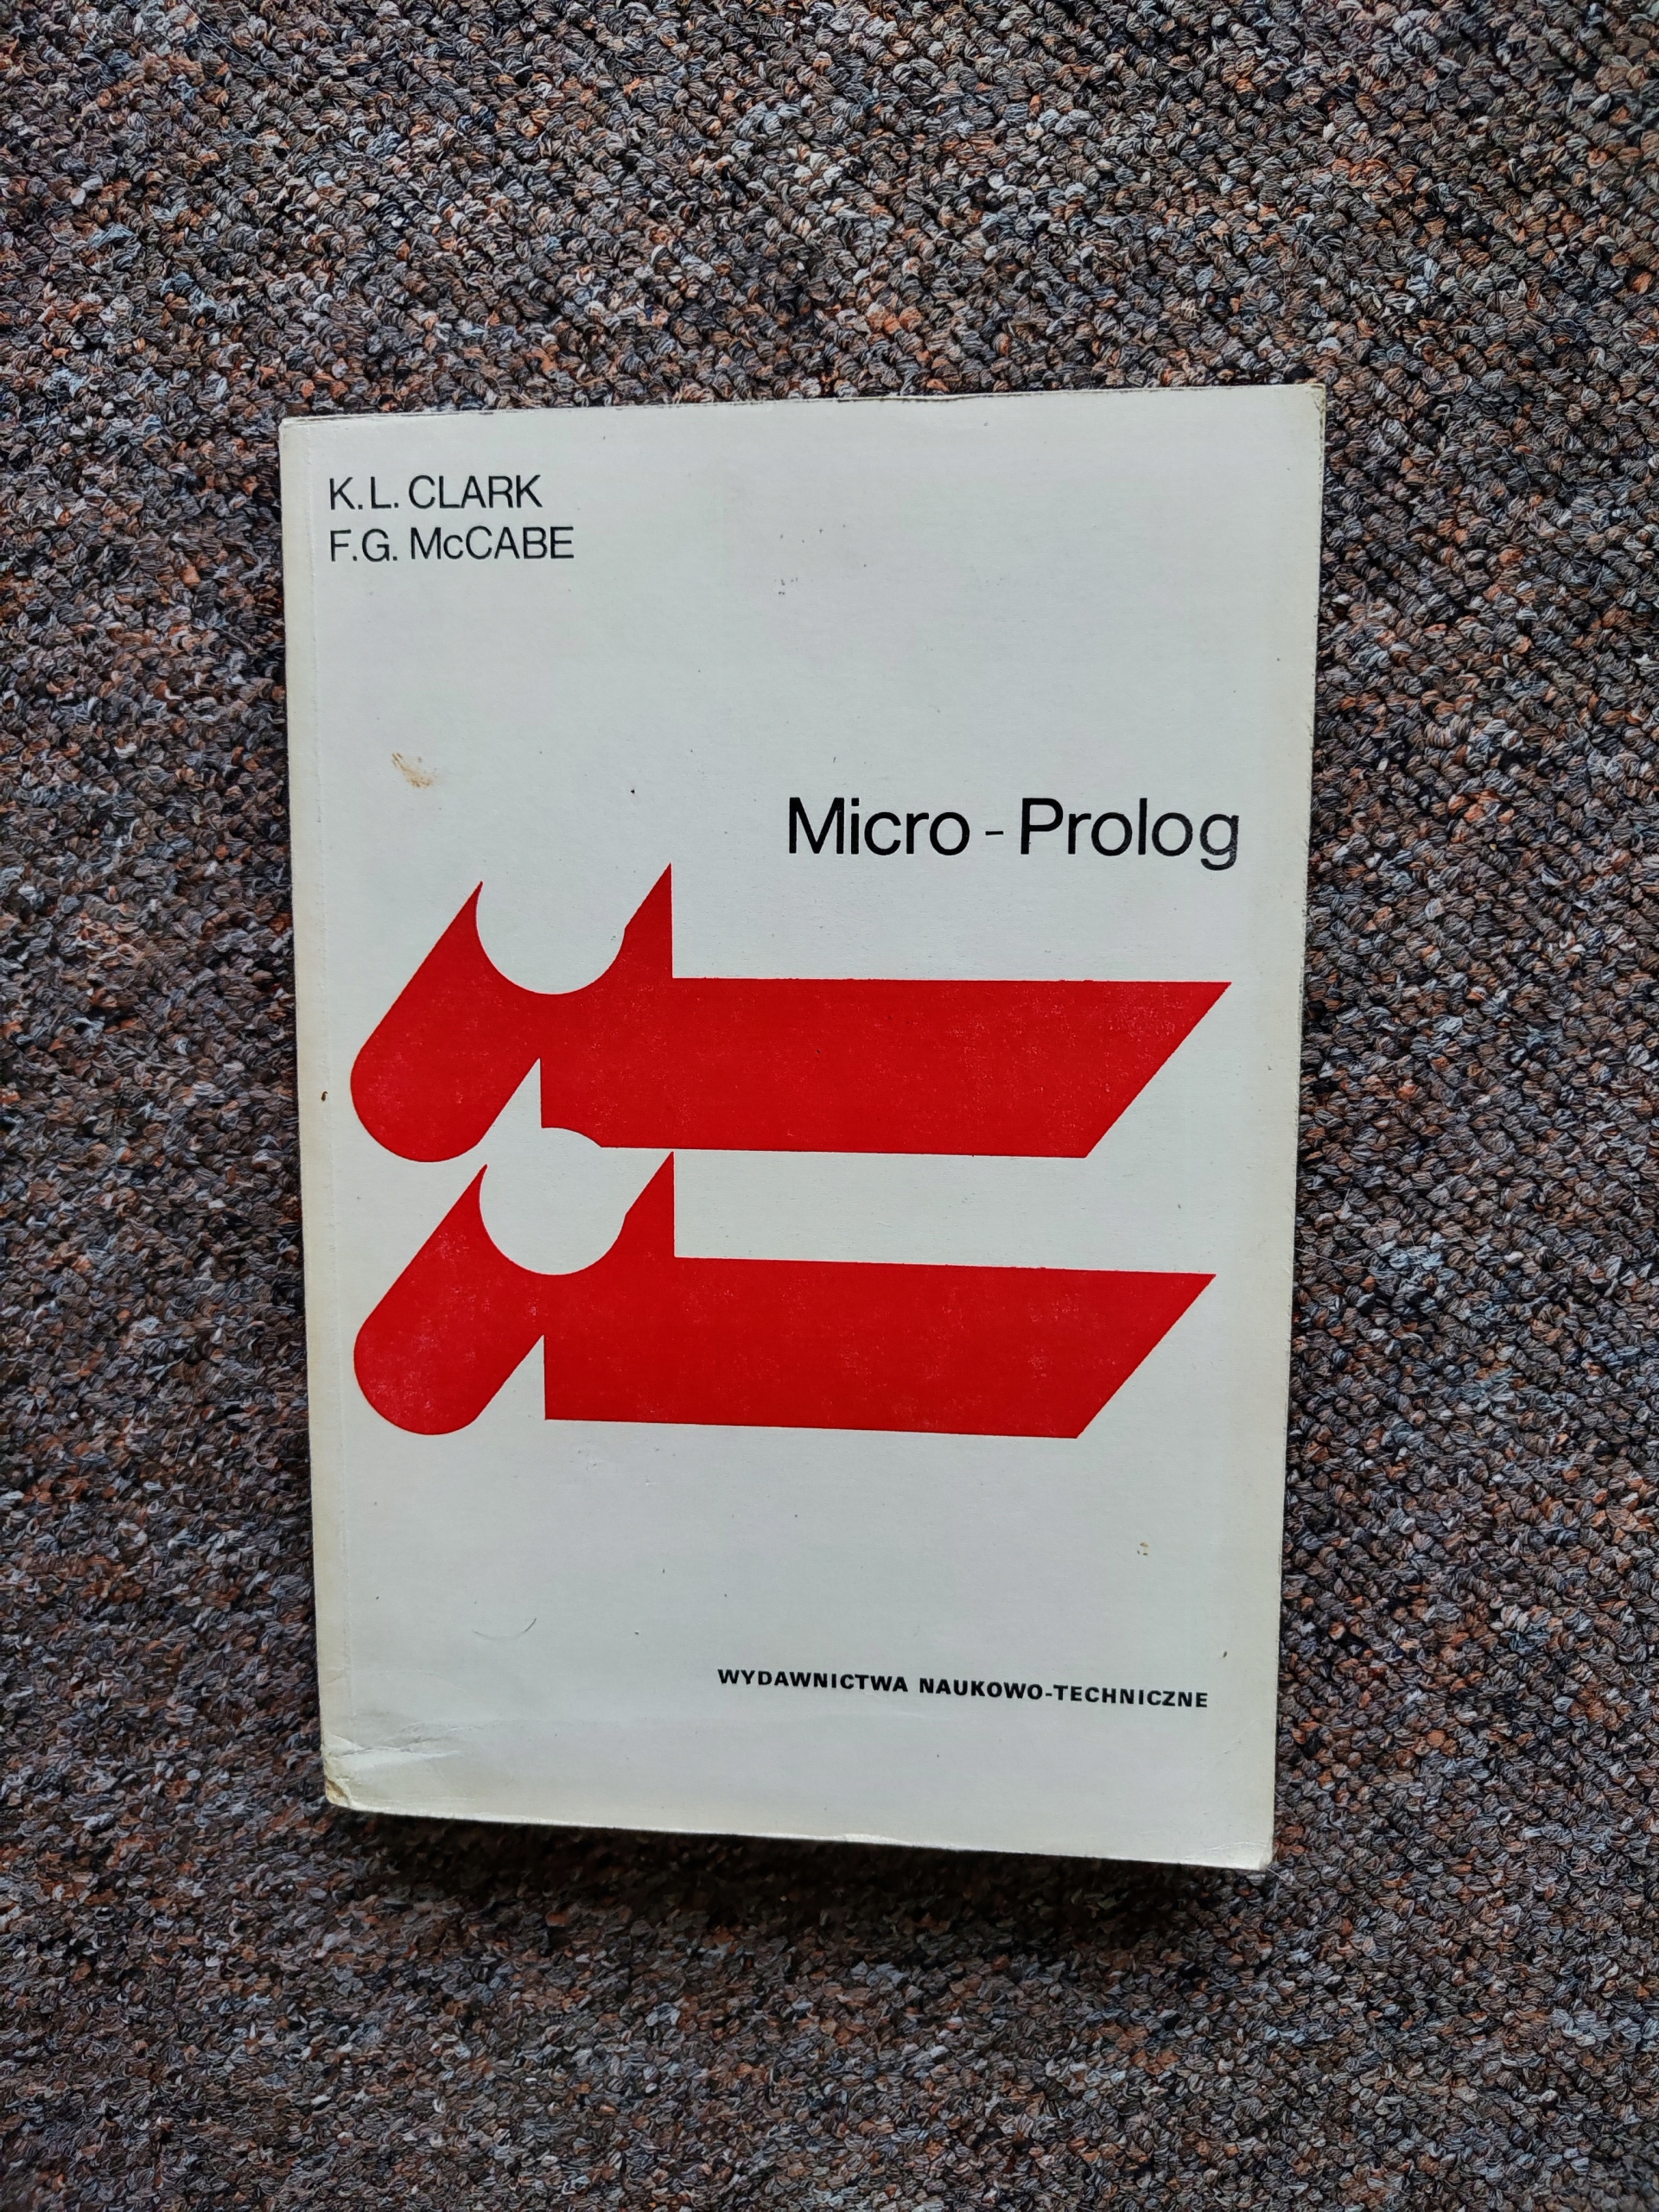 K.L. CLARK
F.G. McCABE
Micro-Prolog
WYDAWNICTWA NAUKOWO-TECHNICZNE